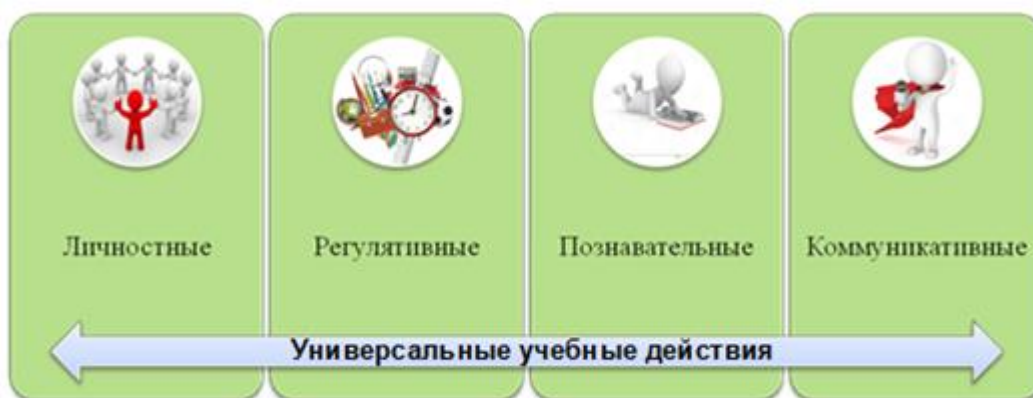 Личностные
Регулятивные
Познавательные
Коммуникативные
Универсальные учебные действия